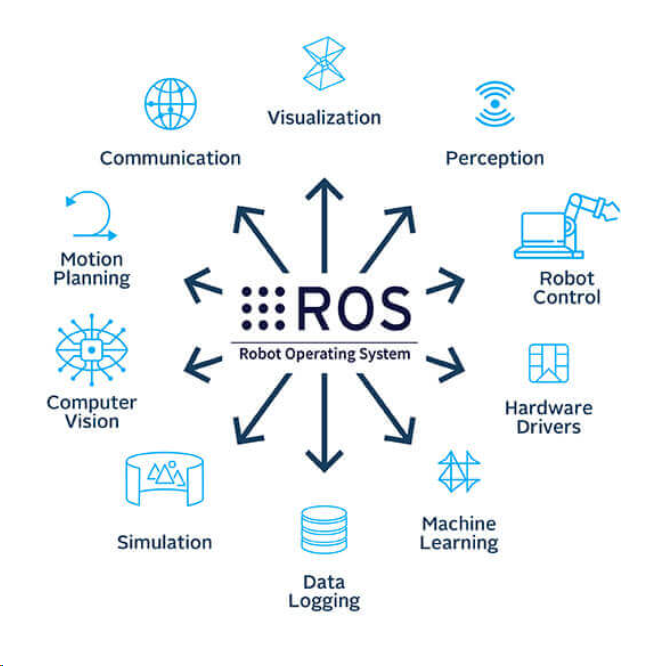 Visualization
Communication
Perception
Motion
Planning
Robot
Control
ROS
Robot Operating System
Computer
Vision
Hardware
Drivers
Simulation
Machine
Learning
Data
Logging